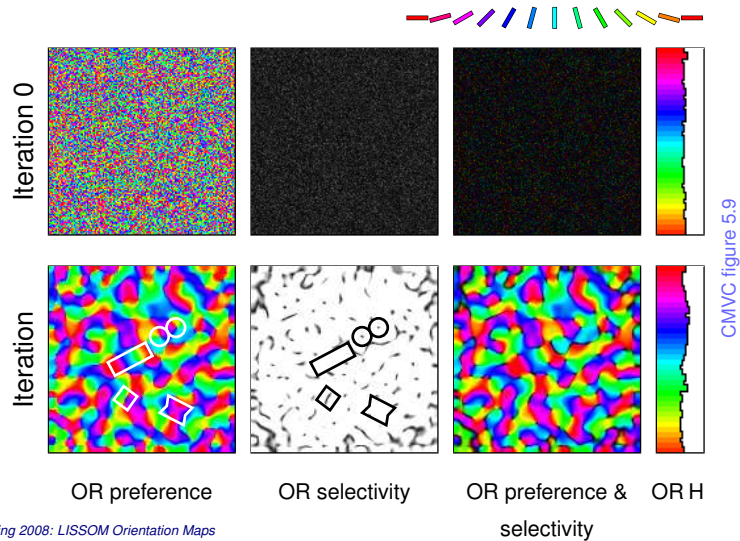 Iteration 0
CMVC figure 5.9
Iteration
OR preference
OR selectivity
OR preference &
selectivity
OR H
ing 2008: LISSOM Orientation Maps